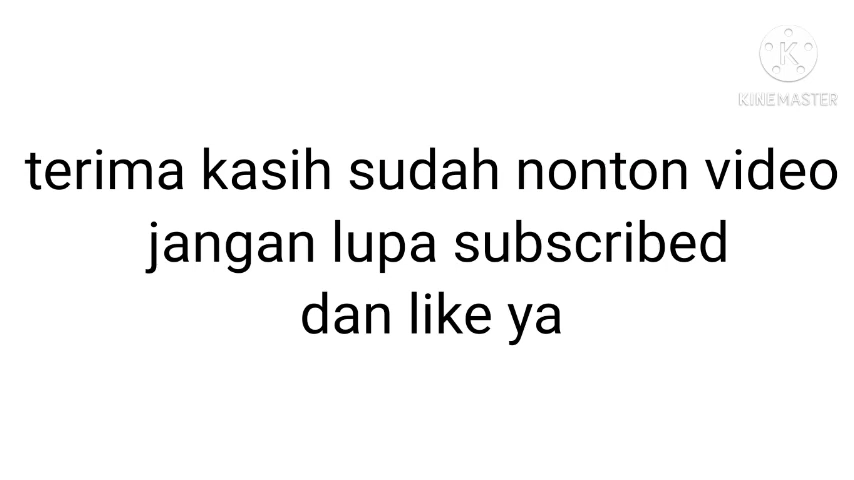 KINEMASTER
terima kasih sudah nonton video
jangan lupa subscribed
dan like ya